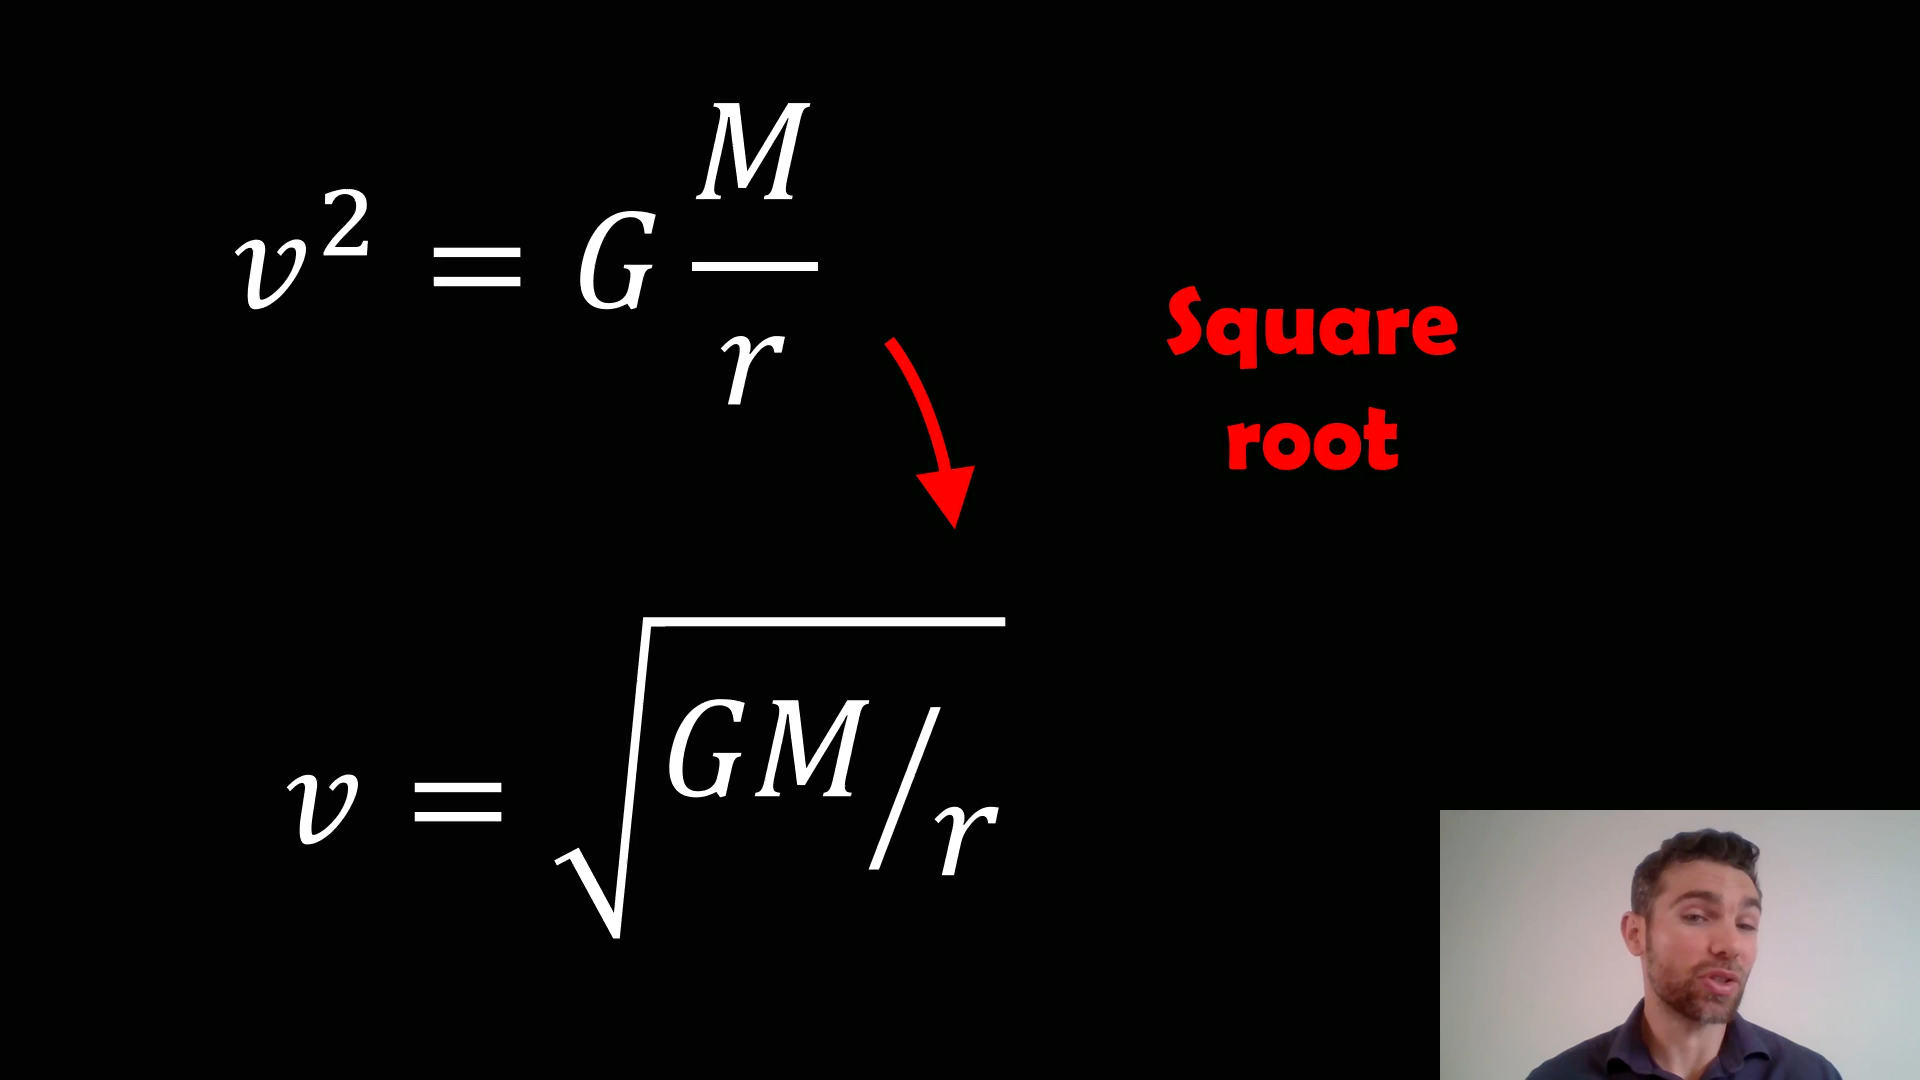 v² = G M/r
Square
root
v = √(GM/r)